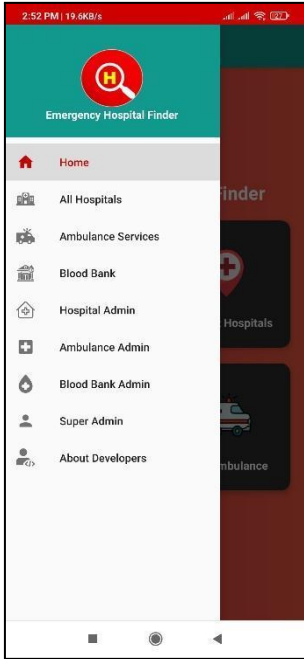 2:52 PM | 19.6KB/s
27
H
Emergency Hospital Finder
Home
All Hospitals
Ambulance Services
Blood Bank
Hospital Admin
Ambulance Admin
Blood Bank Admin
Super Admin
About Developers
Finder
Hospitals
mbulance